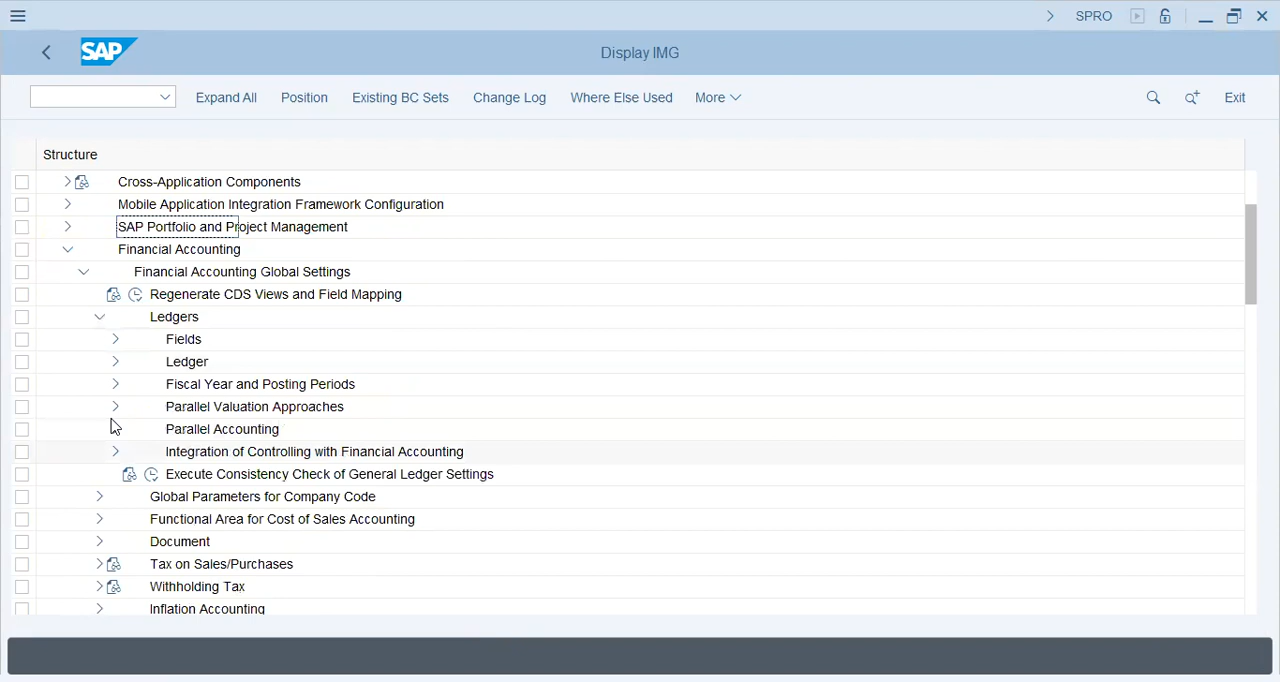 SPRO
SAP
Display IMG
Expand All Position Existing BC Sets Change Log Where Else Used More Exit
Structure
Cross-Application Components
Mobile Application Integration Framework Configuration
SAP Portfolio and Project Management
Financial Accounting
Financial Accounting Global Settings
Regenerate CDS Views and Field Mapping
Ledgers
Fields
Ledger
Fiscal Year and Posting Periods
Parallel Valuation Approaches
Parallel Accounting
Integration of Controlling with Financial Accounting
Execute Consistency Check of General Ledger Settings
Global Parameters for Company Code
Functional Area for Cost of Sales Accounting
Document
Tax on Sales/Purchases
Withholding Tax
Inflation Accounting